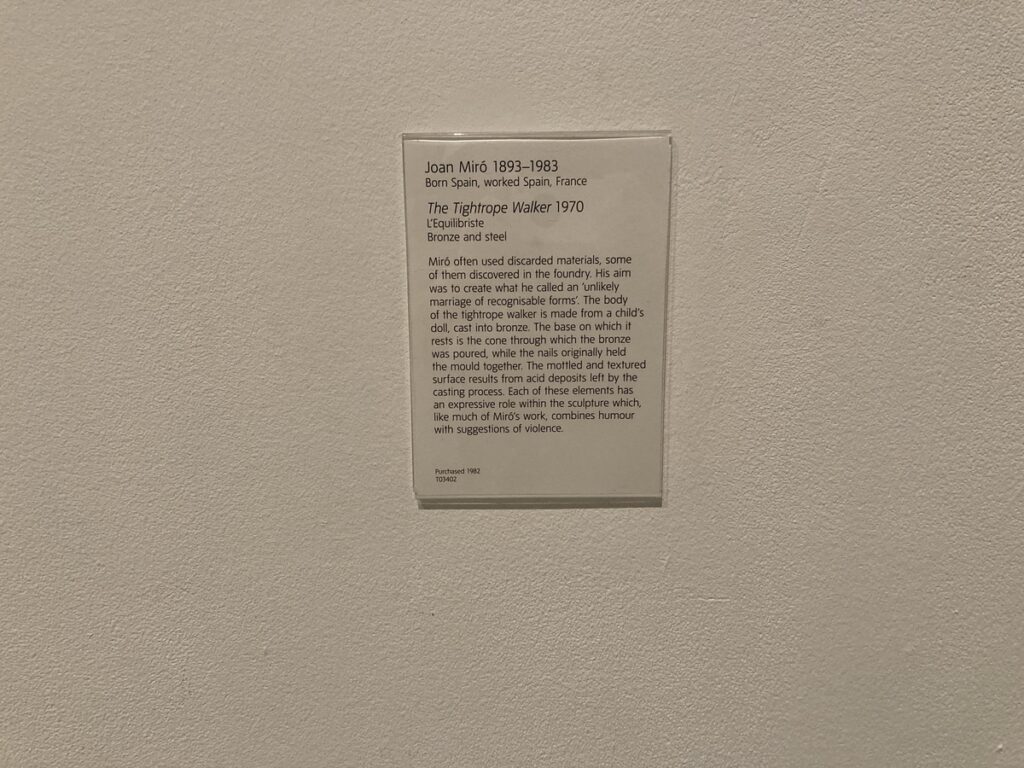 Joan Miró 1893–1983
Born Spain, worked Spain, France
The Tightrope Walker 1970
L'Equilibriste
Bronze and steel
Miró often used discarded materials, some
of them discovered in the foundry. His aim
was to create what he called an 'unlikely
marriage of recognisable forms'. The body
of the tightrope walker is made from a child's
doll, cast into bronze. The base on which it
rests is the cone through which the bronze
was poured, while the nails originally held
the mould together. The mottled and textured
surface results from acid deposits left by the
casting process. Each of these elements has
an expressive role within the sculpture which,
like much of Miró's work, combines humour
with suggestions of violence.
Purchased 1982
T03402